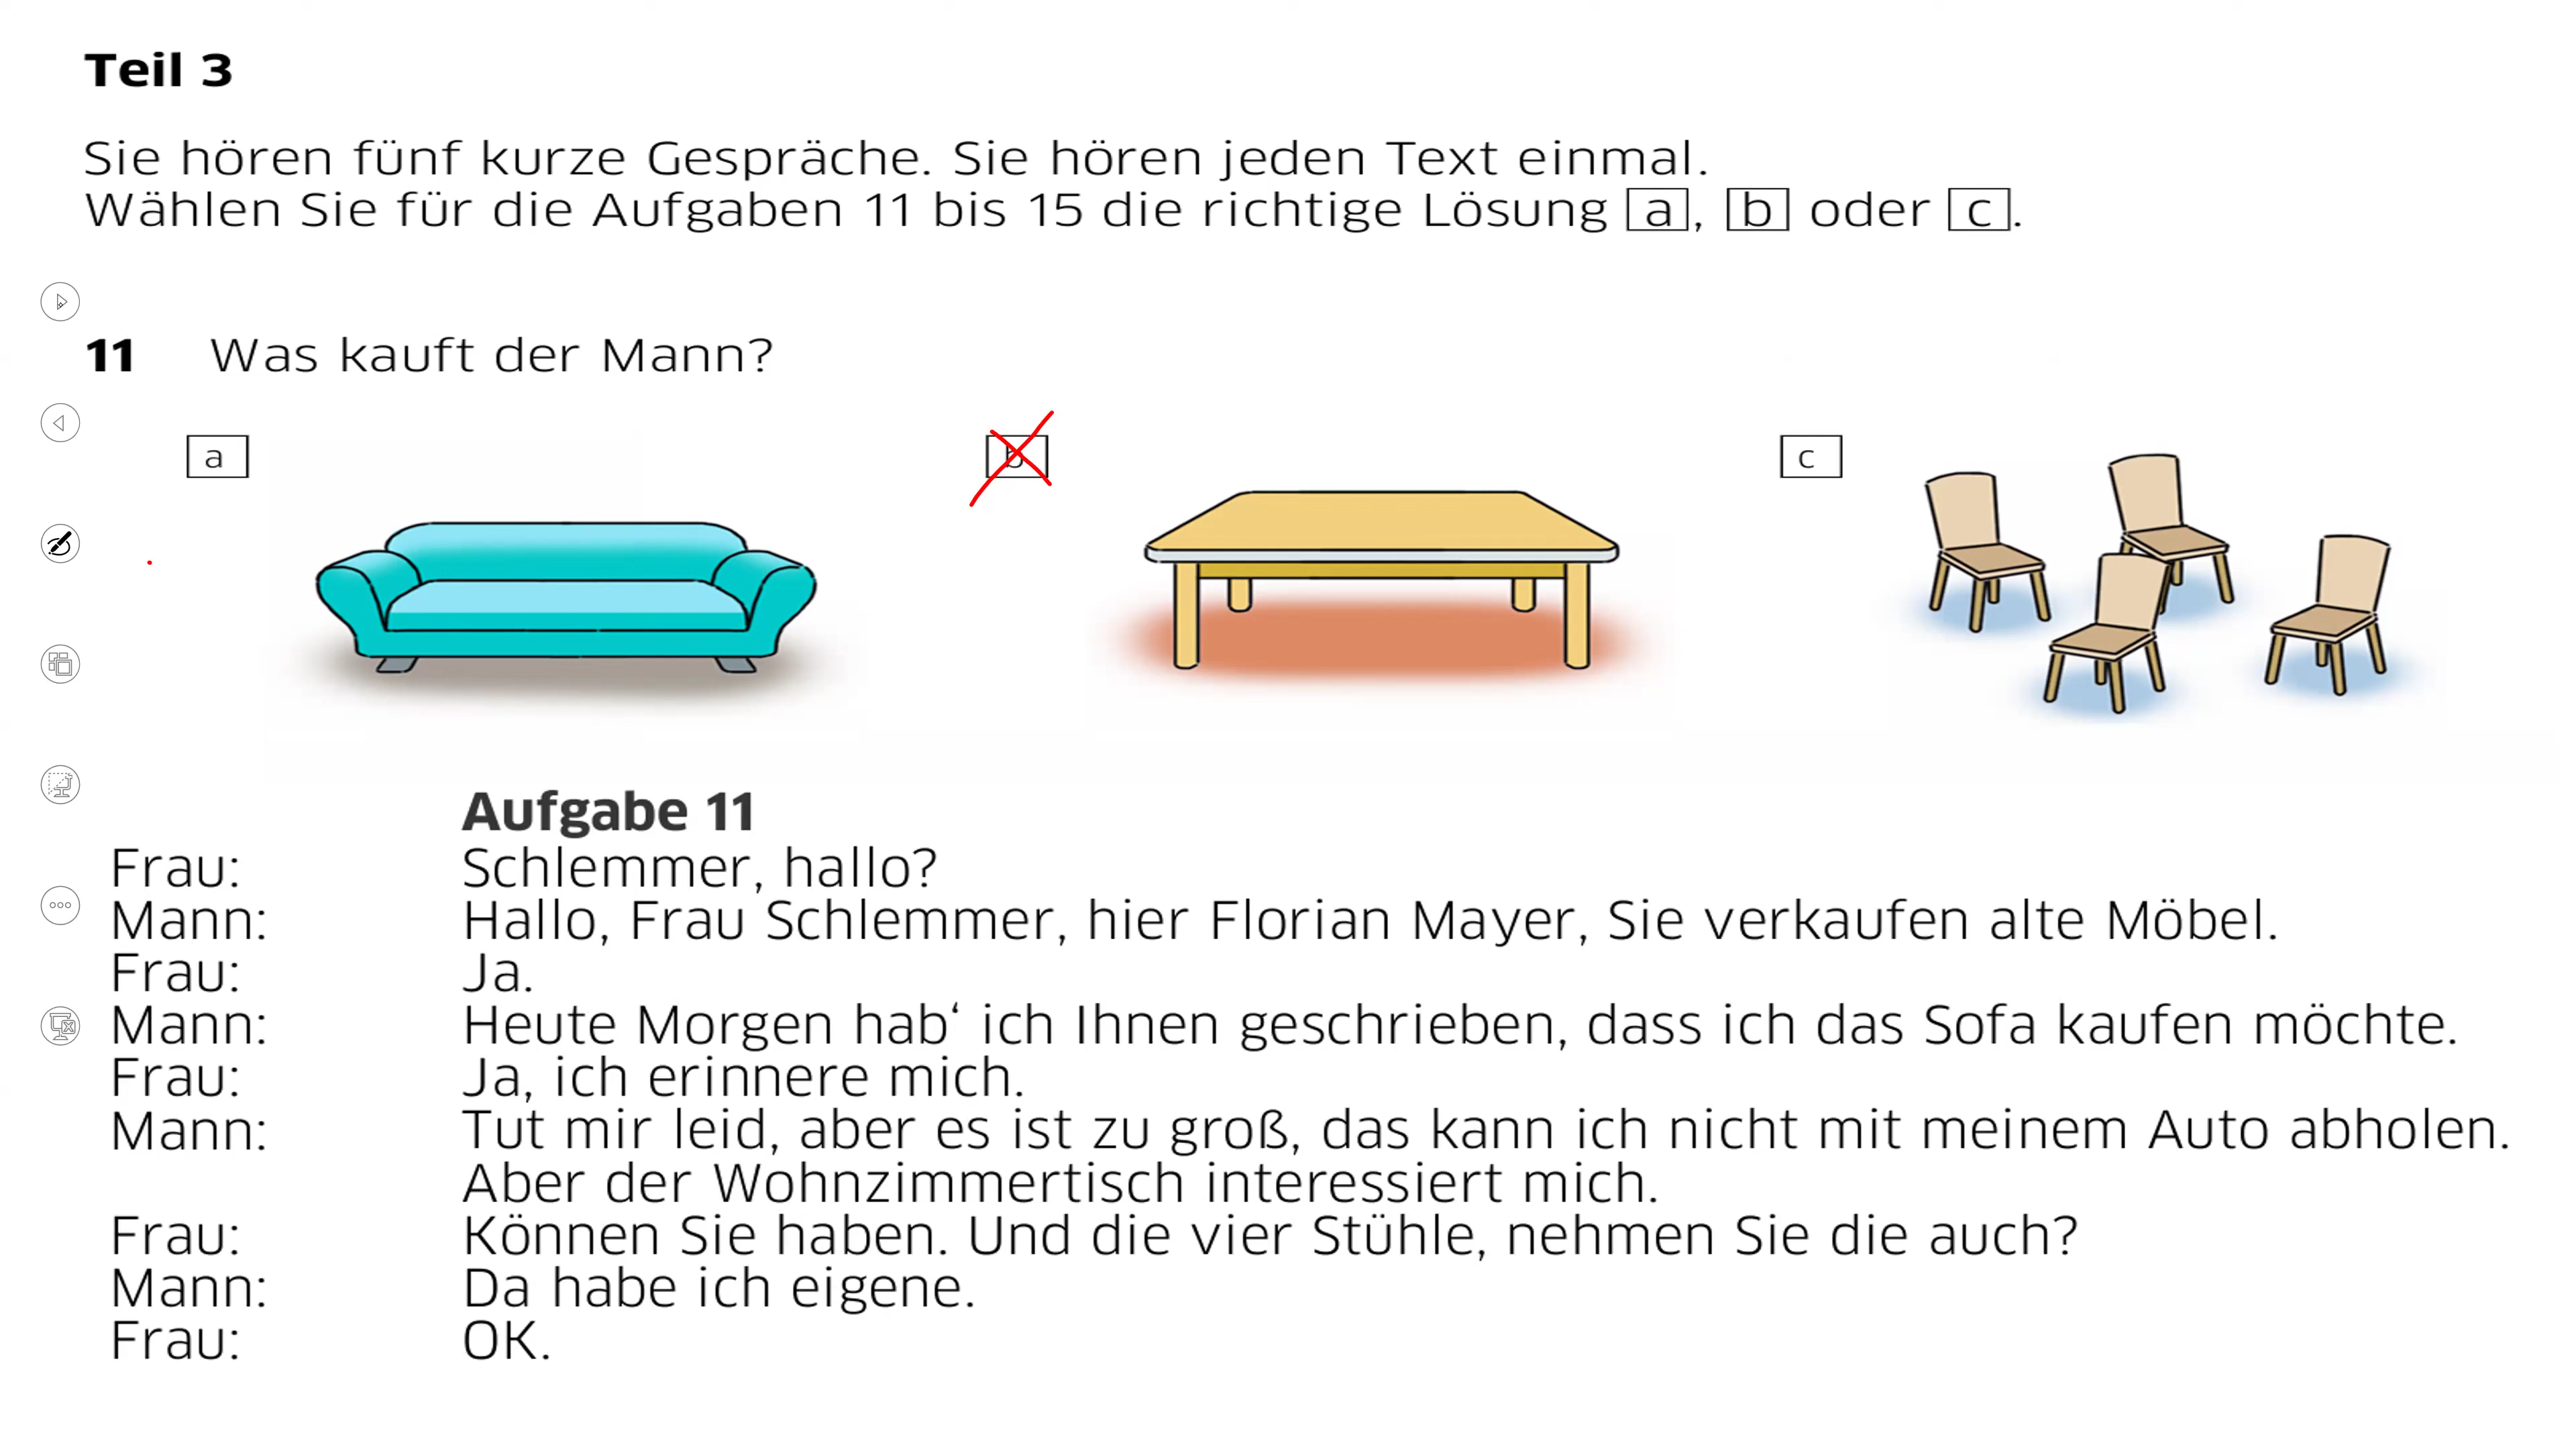 Teil 3
Sie hören fünf kurze Gespräche. Sie hören jeden Text einmal.
Wählen Sie für die Aufgaben 11 bis 15 die richtige Lösung a, b oder c.
11 Was kauft der Mann?
a b c
Aufgabe 11
Frau: Schlemmer, hallo?
Mann: Hallo, Frau Schlemmer, hier Florian Mayer, Sie verkaufen alte Möbel.
Frau: Ja.
Mann: Heute Morgen hab‘ ich Ihnen geschrieben, dass ich das Sofa kaufen möchte.
Frau: Ja, ich erinnere mich.
Mann: Tut mir leid, aber es ist zu groß, das kann ich nicht mit meinem Auto abholen.
Aber der Wohnzimmertisch interessiert mich.
Frau: Können Sie haben. Und die vier Stühle, nehmen Sie die auch?
Mann: Da habe ich eigene.
Frau: OK.